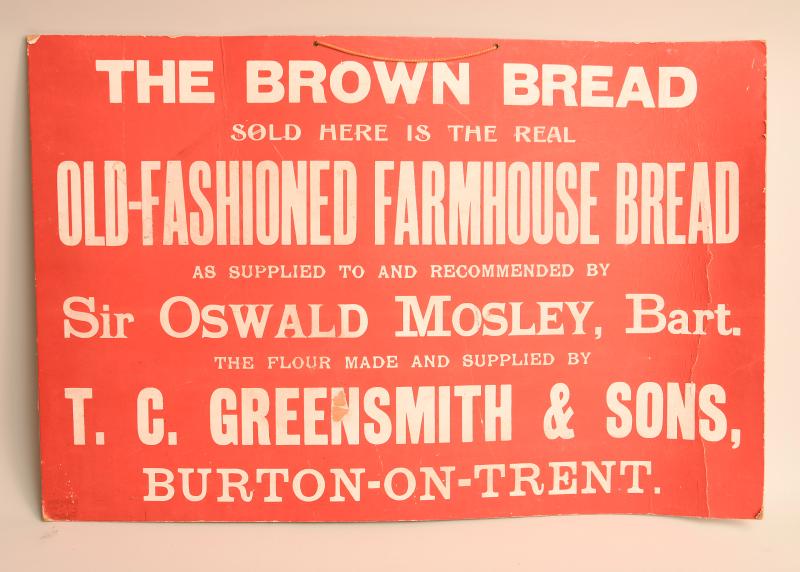 THE BROWN BREAD
SOLD HERE IS THE REAL
OLD-FASHIONED FARMHOUSE BREAD
AS SUPPLIED TO AND RECOMMENDED BY
Sir OSWALD MOSLEY, Bart.
THE FLOUR MADE AND SUPPLIED BY
T. C. GREENSMITH & SONS,
BURTON-ON-TRENT.